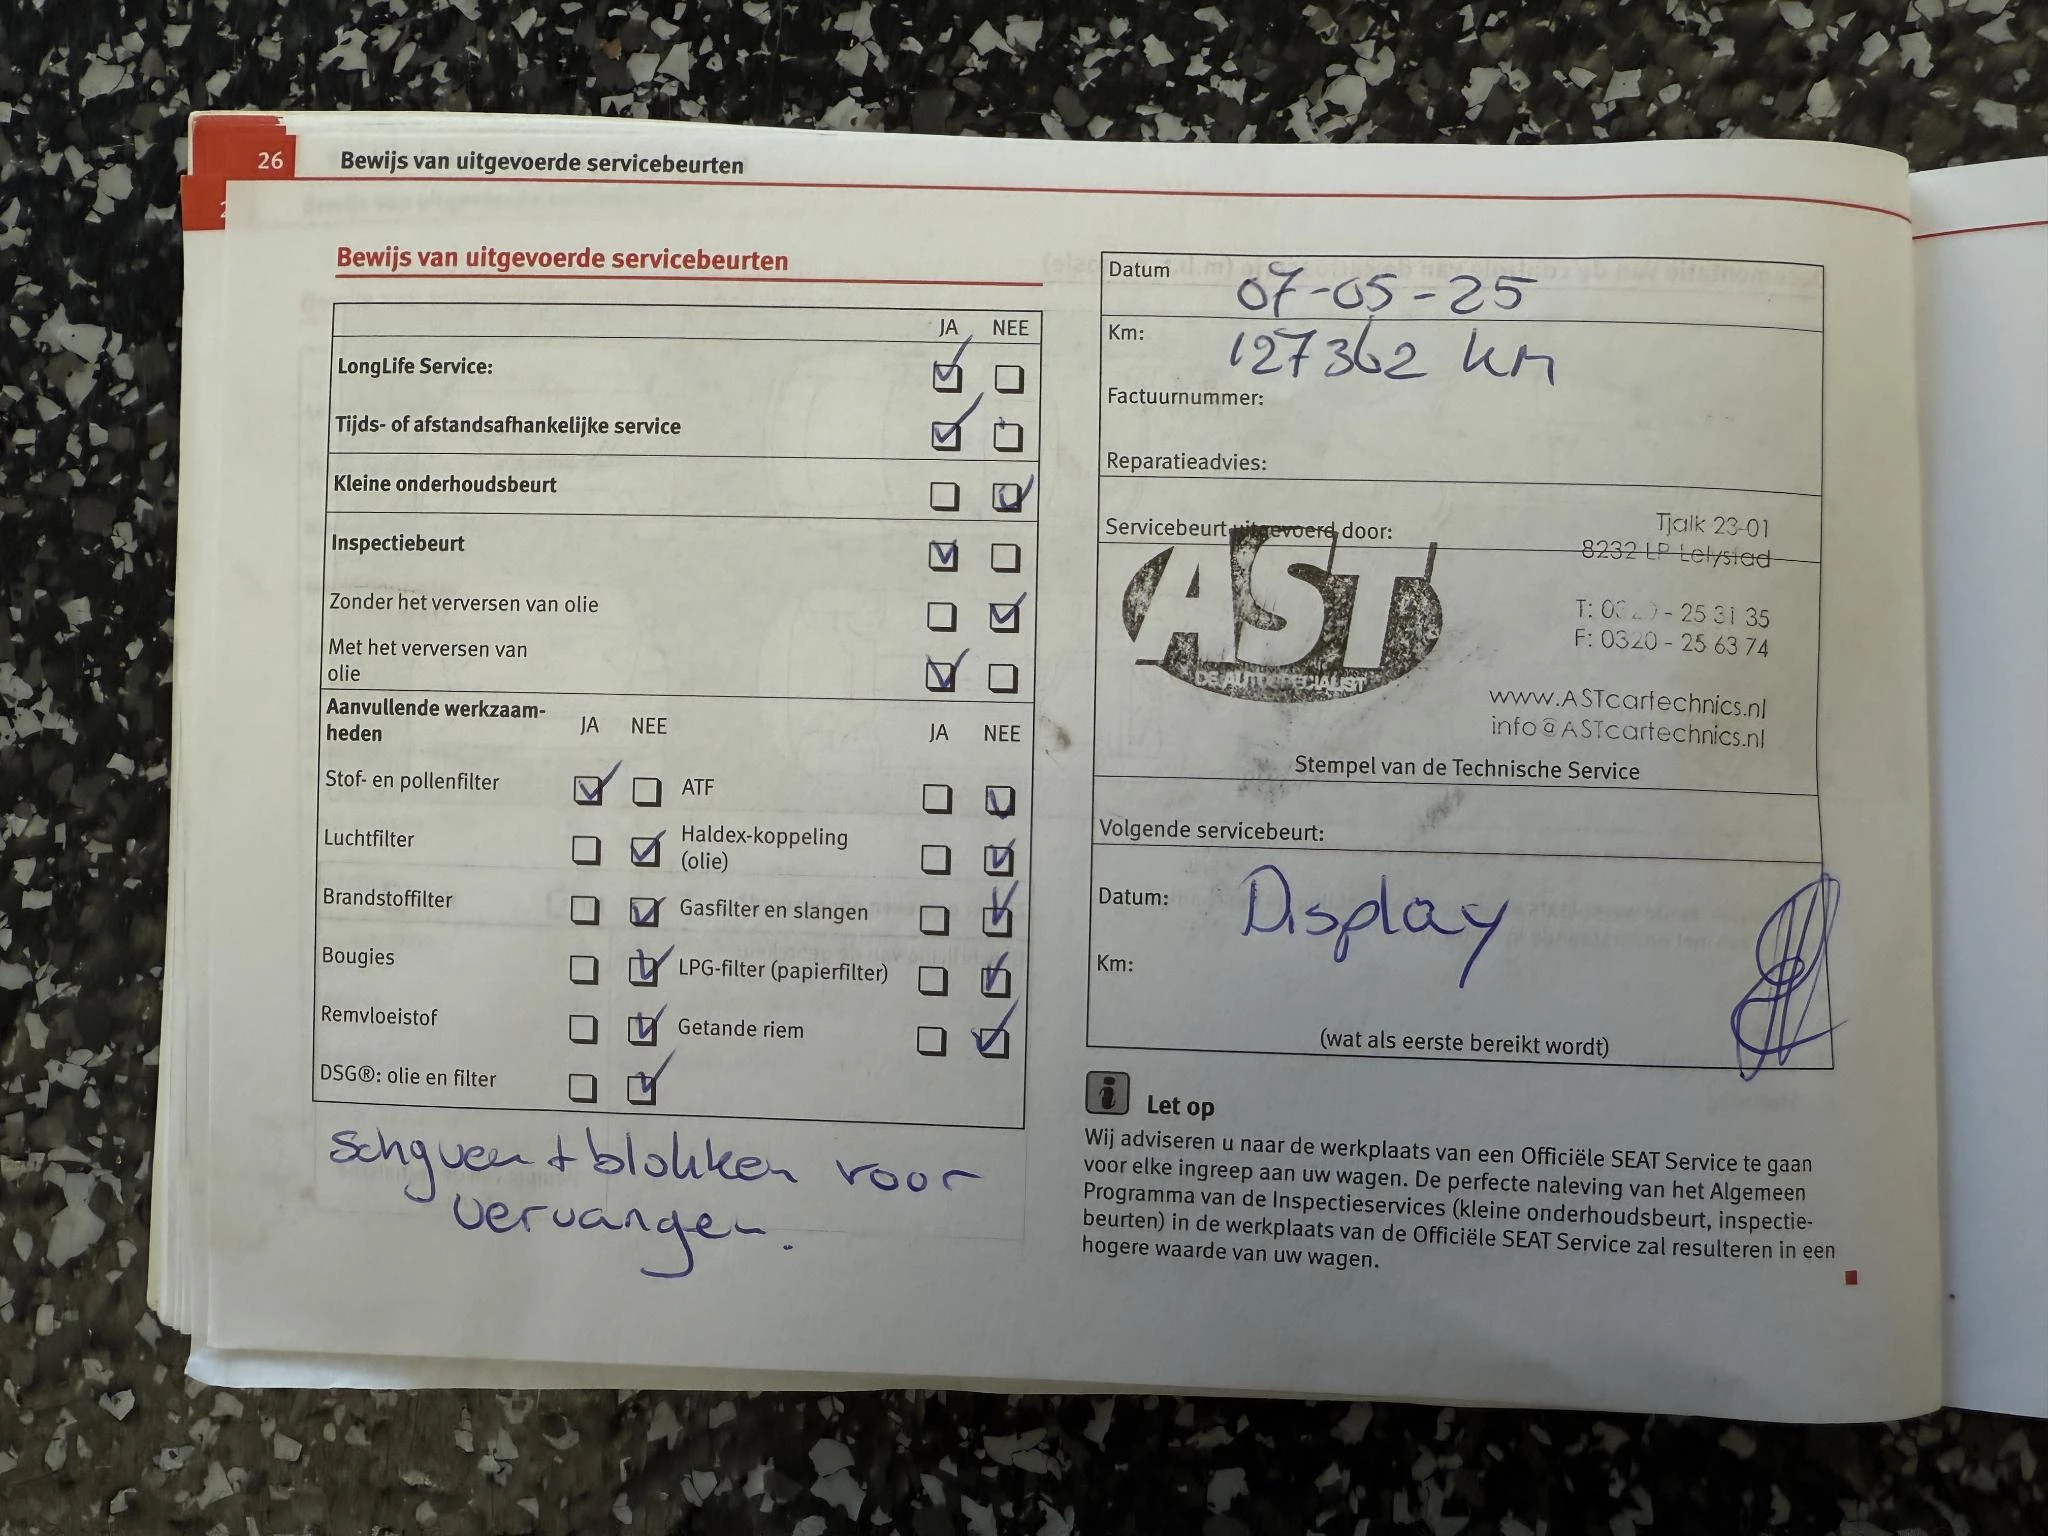 26 Bewijs van uitgevoerde servicebeurten
Bewijs van uitgevoerde servicebeurten
JA NEE
LongLife Service:
Tijds- of afstandsafhankelijke service
Kleine onderhoudsbeurt
Inspectiebeurt
Zonder het verversen van olie
Met het verversen van
olie
Aanvullende werkzaam-
heden
JA NEE JA NEE
Stof- en pollenfilter ATF
Luchtfilter Haldex-koppeling
(olie)
Brandstoffilter Gasfilter en slangen
Bougies LPG-filter (papierfilter)
Remvloeistof Getande riem
DSG®: olie en filter
schyven + blokken voor
vervangen.
Datum 07-05-25
Km: 127362 km
Factuurnummer:
Reparatieadvies:
Servicebeurt uitgevoerd door:
AST
DE AUTOSPECIALIST
Tjalk 23-01
8232 LP Lelystad
T: 0320 - 25 31 35
F: 0320 - 25 63 74
www.ASTcartechnics.nl
info@ASTcartechnics.nl
Stempel van de Technische Service
Volgende servicebeurt:
Datum: Display
Km:
(wat als eerste bereikt wordt)
i Let op
Wij adviseren u naar de werkplaats van een Officiële SEAT Service te gaan
voor elke ingreep aan uw wagen. De perfecte naleving van het Algemeen
Programma van de Inspectieservices (kleine onderhoudsbeurt, inspectie-
beurten) in de werkplaats van de Officiële SEAT Service zal resulteren in een
hogere waarde van uw wagen.